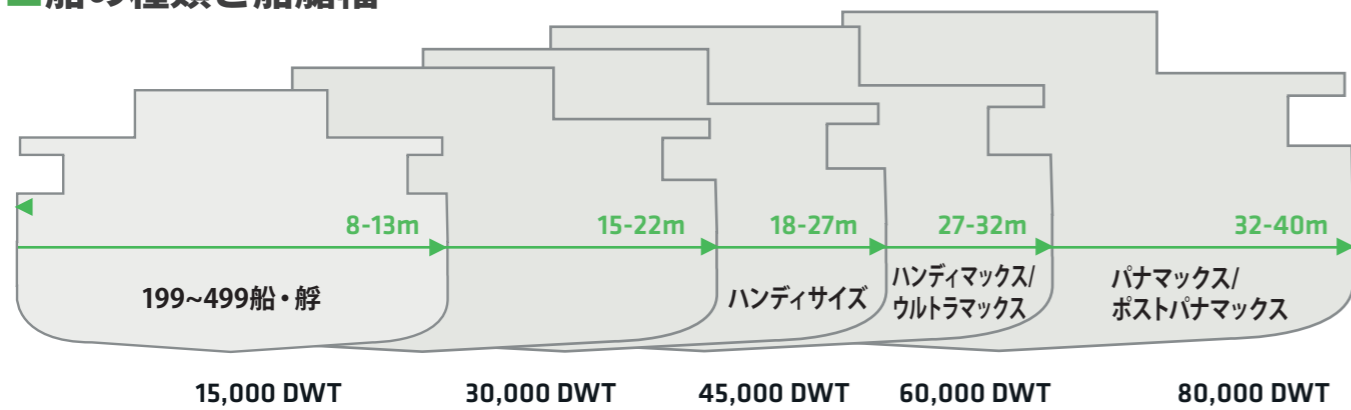 8-13m
15-22m
18-27m
27-32m
32-40m
199~499船・艀
ハンディサイズ
ハンディマックス/
ウルトラマックス
パナマックス/
ポストパナマックス
15,000 DWT
30,000 DWT
45,000 DWT
60,000 DWT
80,000 DWT